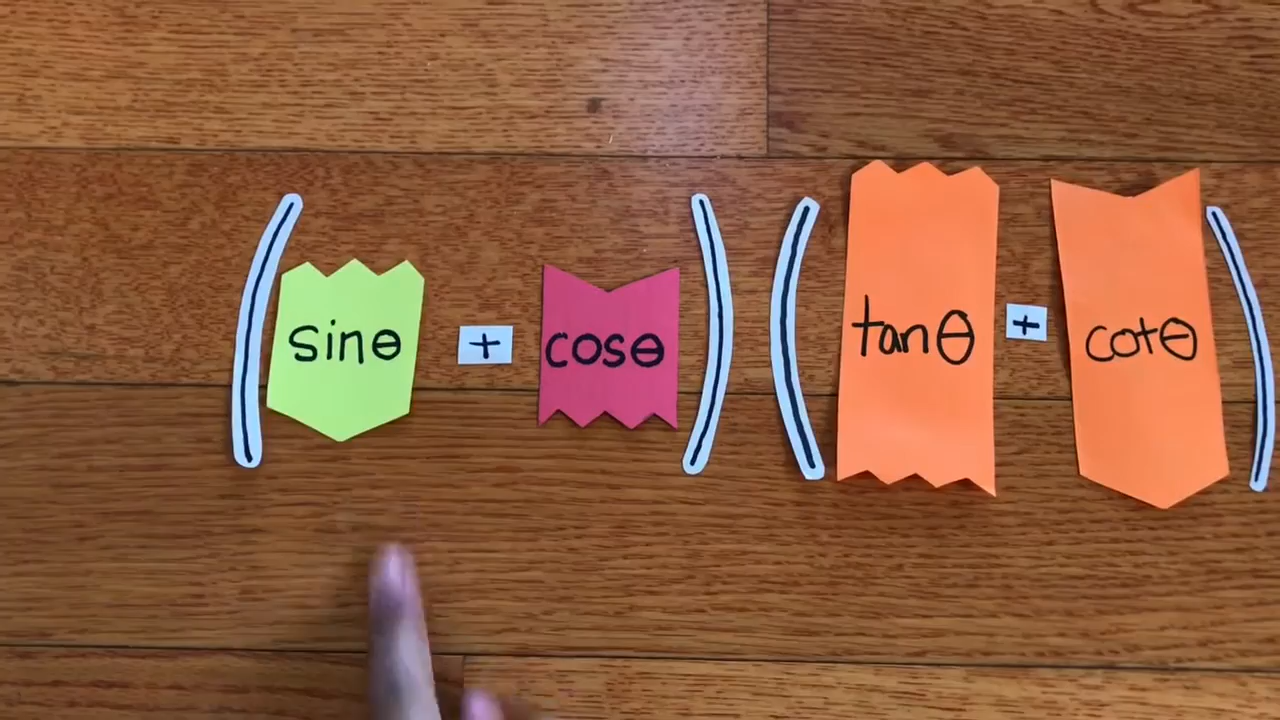 (sinθ + cosθ)(tanθ + cotθ)